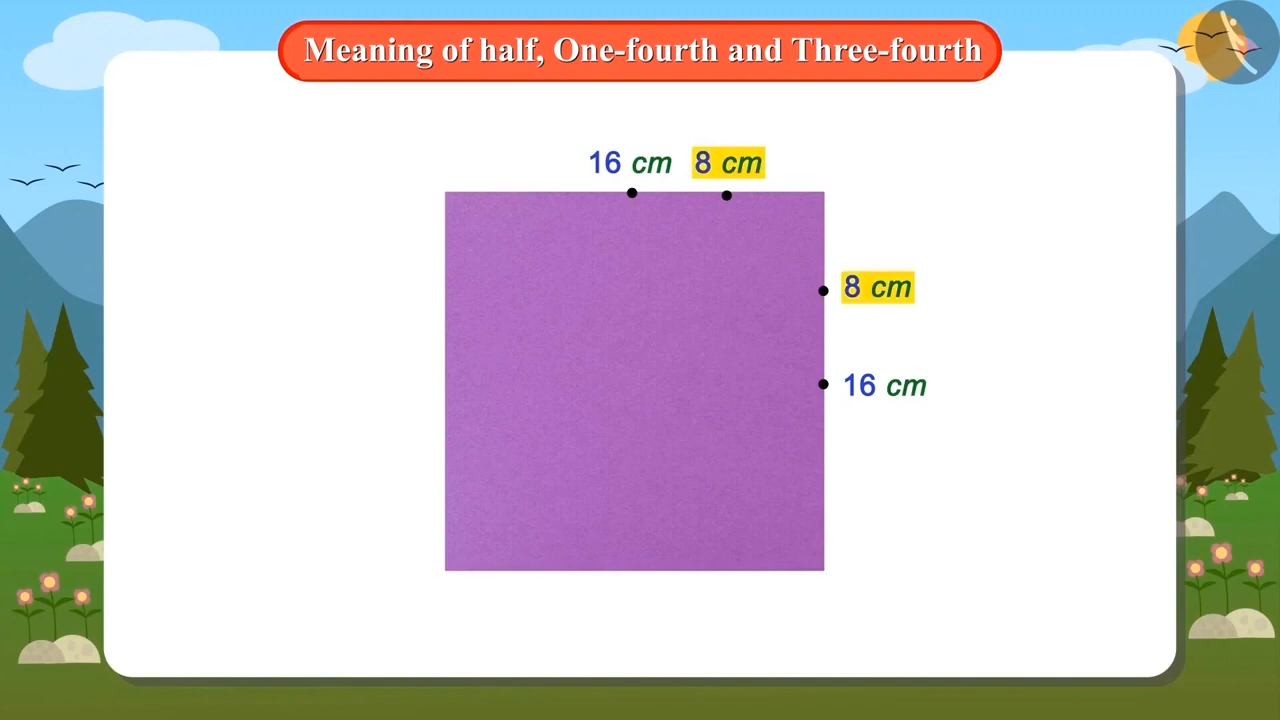 Meaning of half, One-fourth and Three-fourth
16 cm 8 cm
8 cm
16 cm